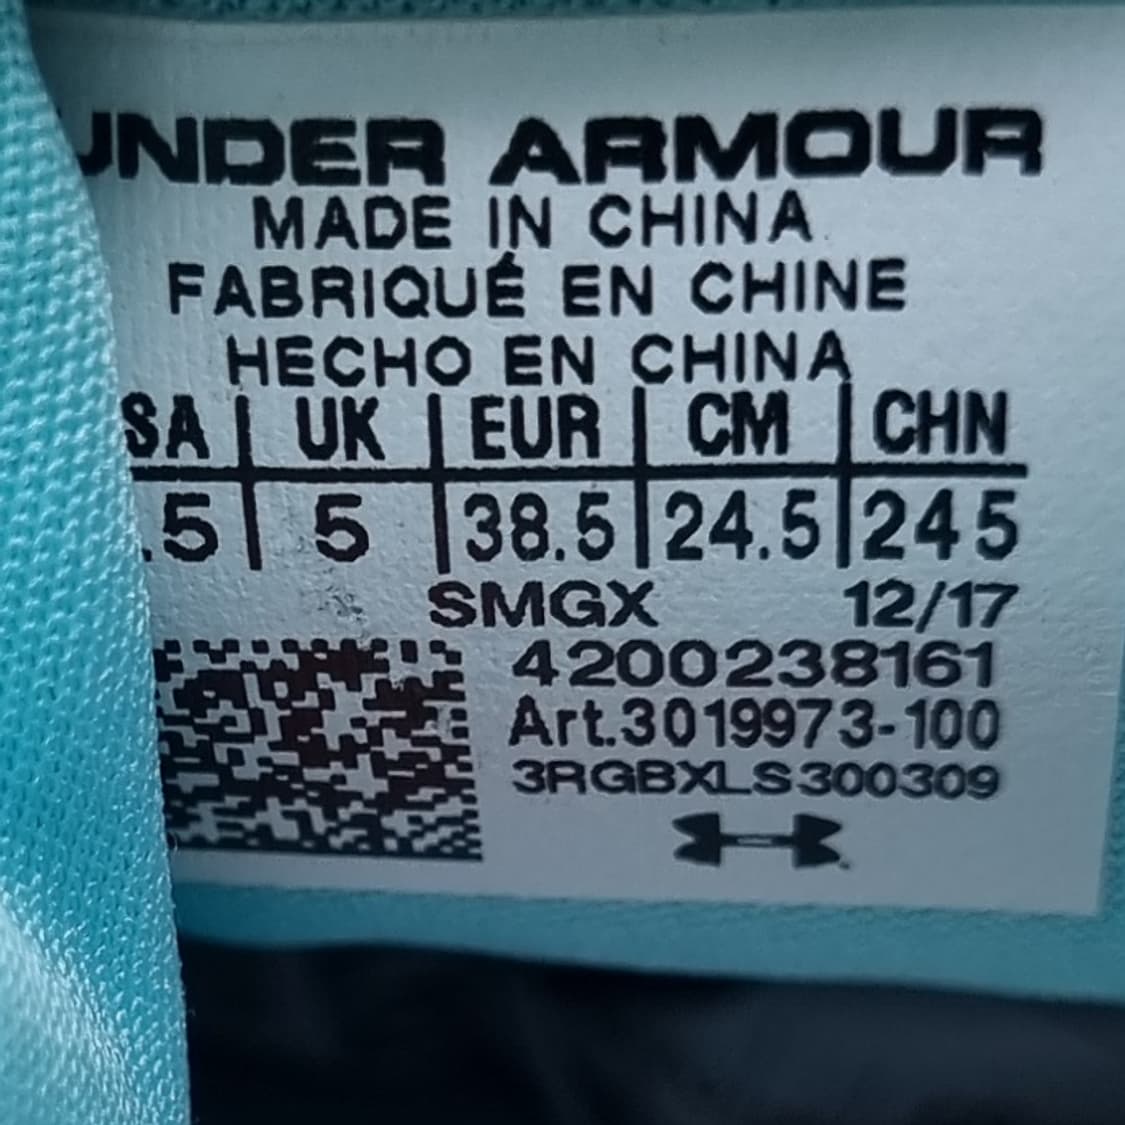 UNDER ARMOUR
MADE IN CHINA
FABRIQUÉ EN CHINE
HECHO EN CHINA
SA | UK | EUR | CM | CHN
.5 | 5 | 38.5 | 24.5 | 245
SMGX 12/17
4200238161
Art.3019973-100
3RGBXLS300309